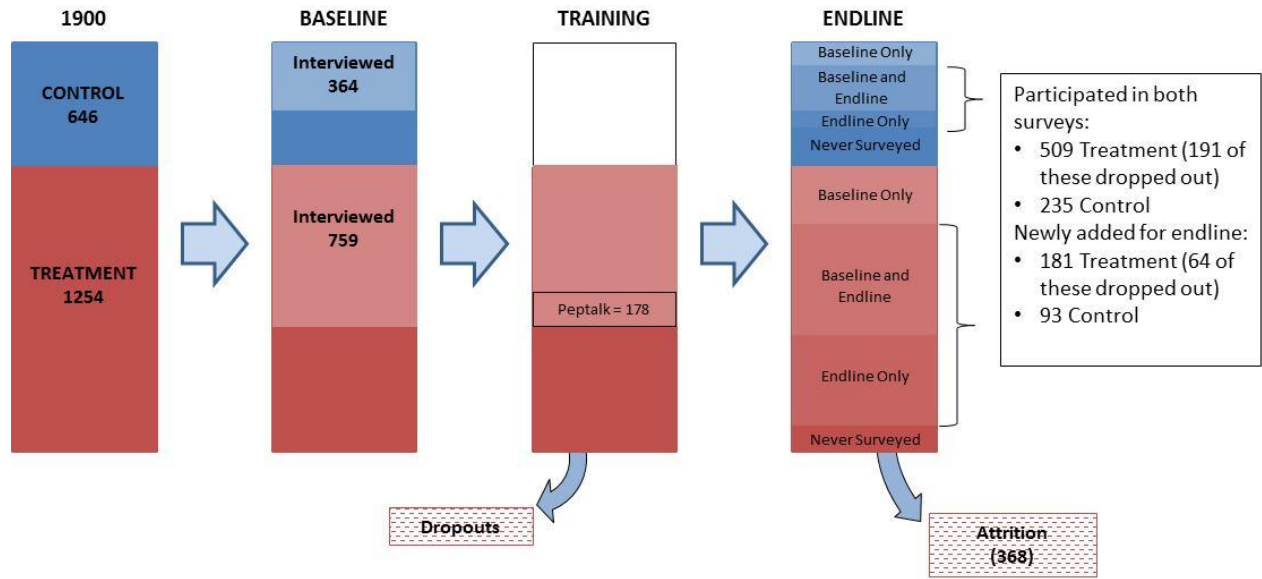 1900
CONTROL
646
TREATMENT
1254
BASELINE
Interviewed
364
Interviewed
759
TRAINING
Peptalk = 178
Dropouts
ENDLINE
Baseline Only
Baseline and
Endline
Endline Only
Never Surveyed
Baseline Only
Baseline and
Endline
Endline Only
Never Surveyed
Attrition
(368)
Participated in both
surveys:
• 509 Treatment (191 of
these dropped out)
• 235 Control
Newly added for endline:
• 181 Treatment (64 of
these dropped out)
• 93 Control